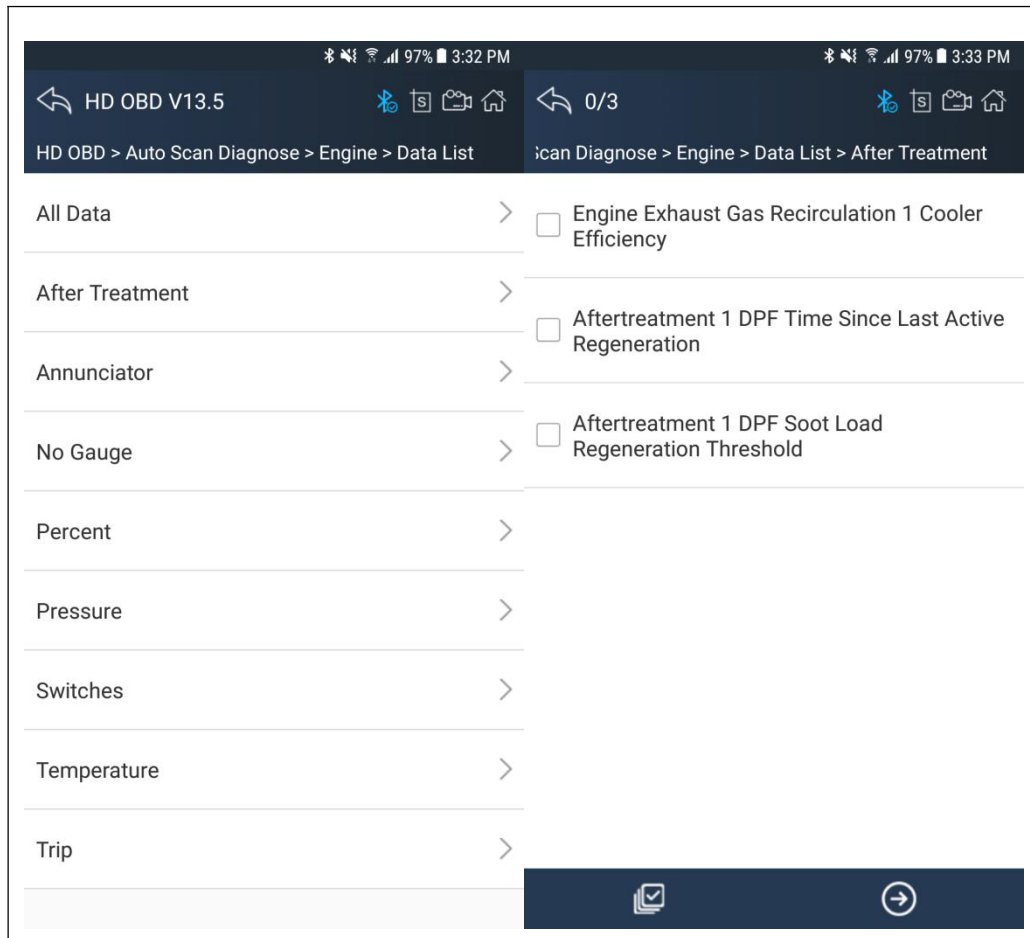 97% 3:32 PM
HD OBD V13.5
S
HD OBD > Auto Scan Diagnose > Engine > Data List
All Data
After Treatment
Annunciator
No Gauge
Percent
Pressure
Switches
Temperature
Trip
97% 3:33 PM
0/3
S
Scan Diagnose > Engine > Data List > After Treatment
Engine Exhaust Gas Recirculation 1 Cooler
Efficiency
Aftertreatment 1 DPF Time Since Last Active
Regeneration
Aftertreatment 1 DPF Soot Load
Regeneration Threshold